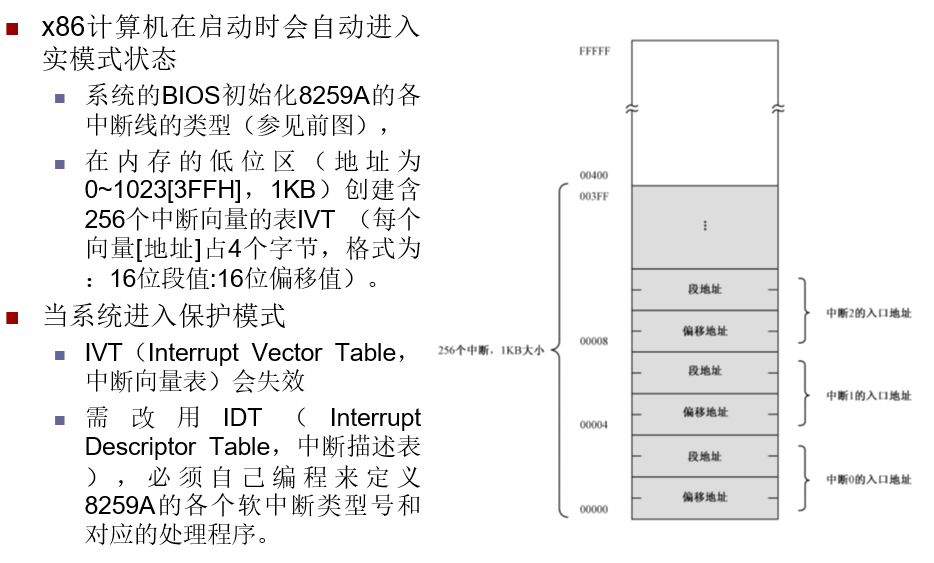 x86计算机在启动时会自动进入
实模式状态
系统的BIOS初始化8259A的各
中断线的类型（参见前图），
在内存的低位区（地址为
0~1023[3FFH]，1KB）创建含
256个中断向量的表IVT （每个
向量[地址]占4个字节，格式为
：16位段值:16位偏移值）。
当系统进入保护模式
IVT（Interrupt Vector Table，
中断向量表）会失效
需改用IDT（Interrupt
Descriptor Table，中断描述表
），必须自己编程来定义
8259A的各个软中断类型号和
对应的处理程序。
FFFFF
00400
003FF
⋮
段地址
中断2的入口地址
偏移地址
00008
256个中断，1KB大小
段地址
中断1的入口地址
偏移地址
00004
段地址
中断0的入口地址
偏移地址
00000